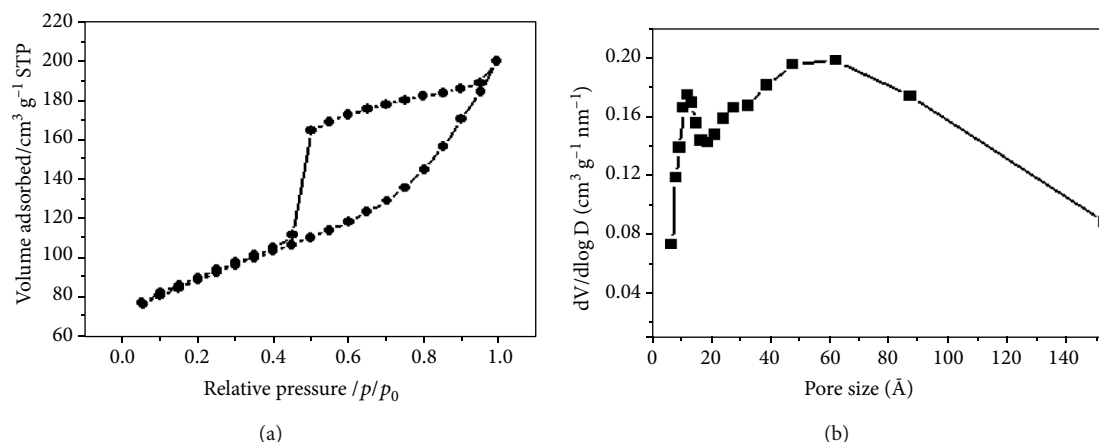 220
200
180
160
140
120
100
80
60
Volume adsorbed/cm³ g⁻¹ STP
0.0 0.2 0.4 0.6 0.8 1.0
Relative pressure /p/p₀
(a)
0.20
0.16
0.12
0.08
0.04
dV/dlog D (cm³ g⁻¹ nm⁻¹)
0 20 40 60 80 100 120 140
Pore size (Ā)
(b)